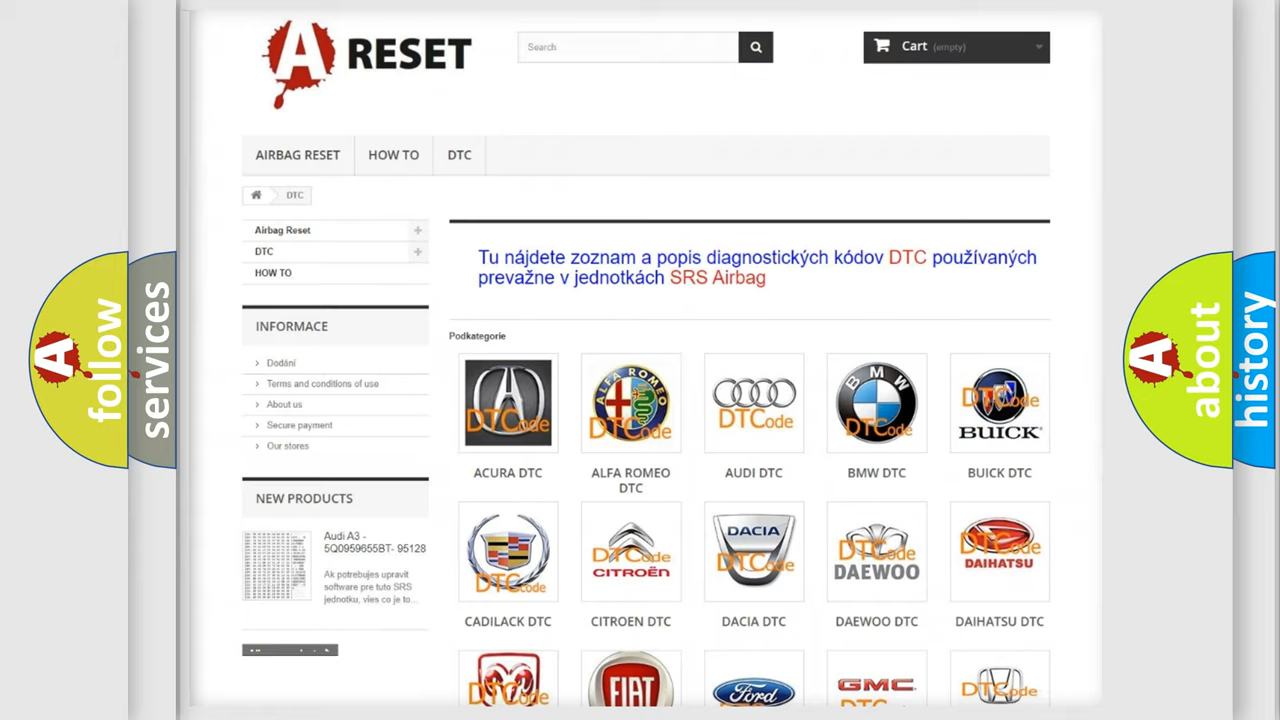 A RESET
Search
Cart (empty)
AIRBAG RESET
HOW TO
DTC
DTC
Airbag Reset
DTC
HOW TO
Tu nájdete zoznam a popis diagnostických kódov DTC používaných
prevažne v jednotkách SRS Airbag
INFORMACE
Podkategorie
Dodání
Terms and conditions of use
About us
Secure payment
Our stores
DTCode
ALFA ROMEO
DTCode
DTCode
BMW
DTCode
DTCode
BUICK
ACURA DTC
ALFA ROMEO
DTC
AUDI DTC
BMW DTC
BUICK DTC
NEW PRODUCTS
Audi A3 -
5Q0959655BT- 95128
Ak potrebujes upravit
software pre tuto SRS
jednotku, vies co je to...
DTCode
DTCode
CITROËN
DACIA
DTCode
DTCode
DAEWOO
DTCode
DAIHATSU
CADILACK DTC
CITROEN DTC
DACIA DTC
DAEWOO DTC
DAIHATSU DTC
DTCode
FIAT
Ford
GMC
DTCode
A follow
services
A about
history